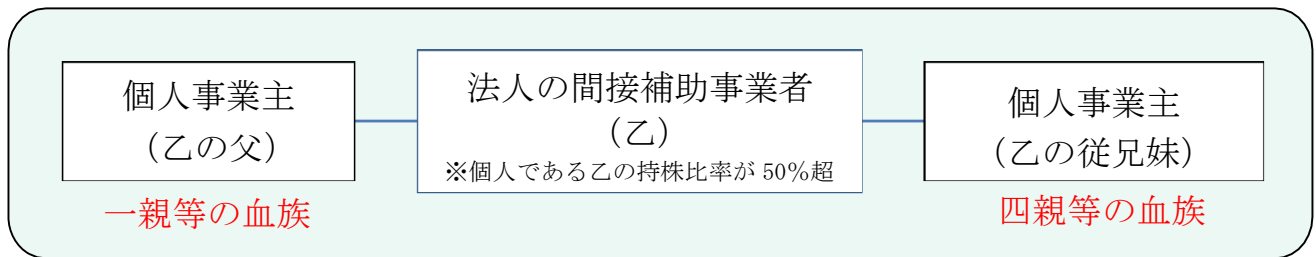 個人事業主
（乙の父）
一親等の血族
法人の間接補助事業者
（乙）
※個人である乙の持株比率が 50％超
個人事業主
（乙の従兄妹）
四親等の血族